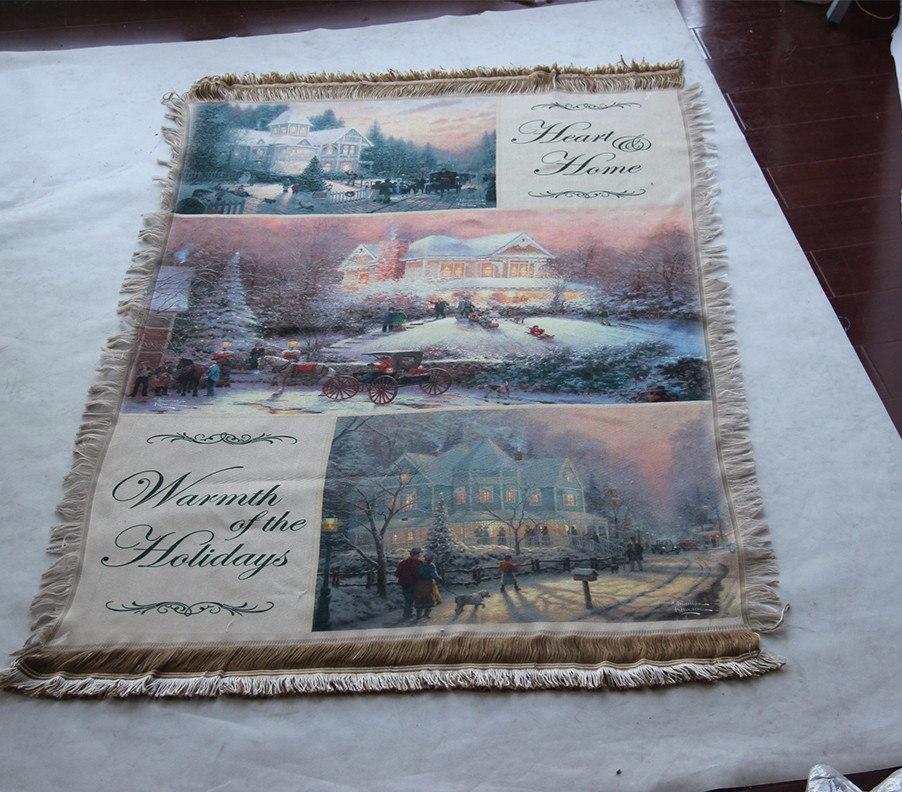 Heart &
Home
Warmth
of the
Holidays